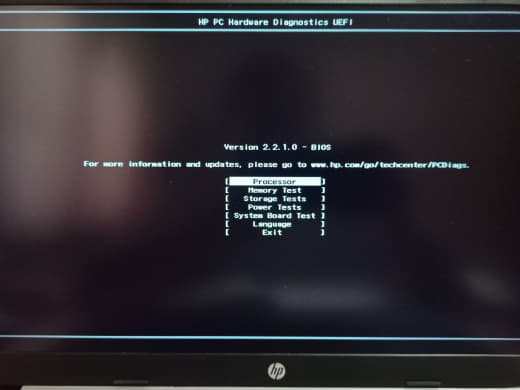 HP PC Hardware Diagnostics UEFI
Version 2.2.1.0 - BIOS
For more information and updates, please go to www.hp.com/go/techcenter/PCDiags.
[ Processor ]
[ Memory Test ]
[ Storage Tests ]
[ Power Tests ]
[ System Board Test ]
[ Language ]
[ Exit ]
hp